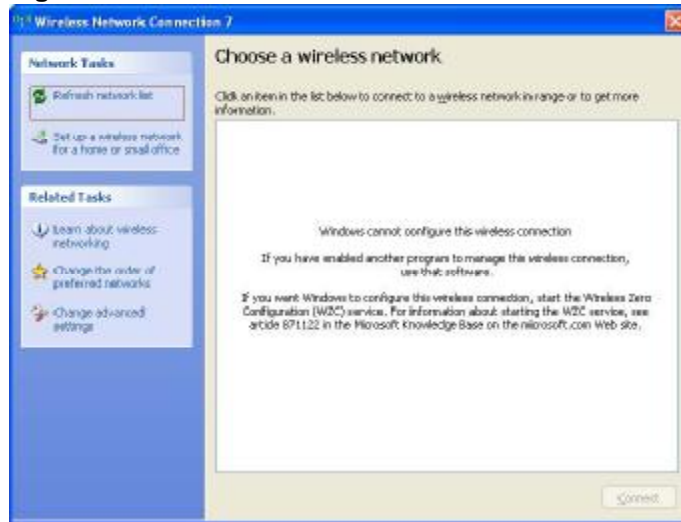 Wireless Network Connection 7
Network Tasks
Refresh network list
Set up a wireless network
for a home or small office
Related Tasks
Learn about wireless
networking
Change the order of
preferred networks
Change advanced
settings
Choose a wireless network
Click an item in the list below to connect to a wireless network in range or to get more
information.
Windows cannot configure this wireless connection
If you have enabled another program to manage this wireless connection,
use that software.
If you want Windows to configure this wireless connection, start the Wireless Zero
Configuration (WZC) service. For information about starting the WZC service, see
article 871122 in the Microsoft Knowledge Base on the microsoft.com Web site.
Connect